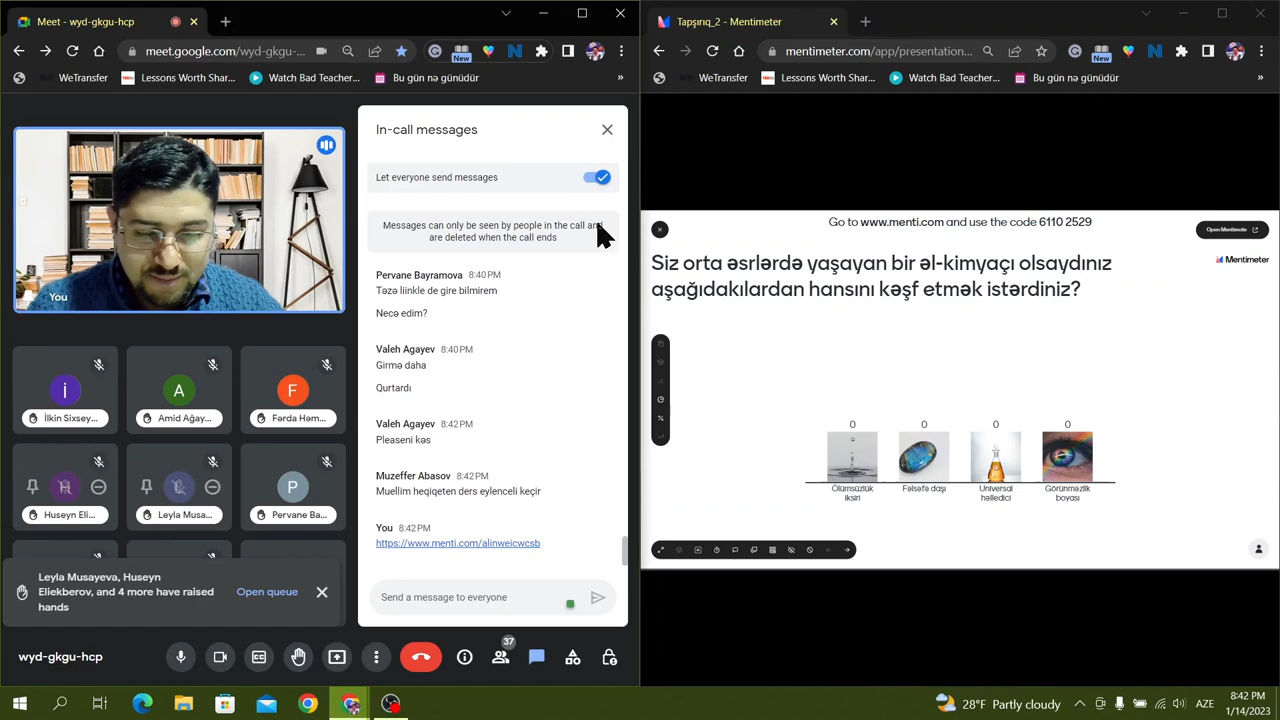 Meet - wyd-gkgu-hcp
meet.google.com/wyd-gkgu-...
New
WeTransfer
Lessons Worth Shar...
Watch Bad Teacher...
Bu gün nə günüdür
»
You
İlkin Sixsey...
Amid Ağay...
Fərda Həm...
Huseyn Eli...
Leyla Musa...
Pervane Ba...
i
A
F
P
Leyla Musayeva, Huseyn
Eliekberov, and 4 more have raised
hands
Open queue
In-call messages
Let everyone send messages
Messages can only be seen by people in the call and
are deleted when the call ends
Pervane Bayramova 8:40 PM
Təzə liinkle de gire bilmirem
Necə edim?
Valeh Agayev 8:40 PM
Girmə daha
Qurtardı
Valeh Agayev 8:42 PM
Pleaseni kəs
Muzeffer Abasov 8:42 PM
Muellim heqiqeten ders eylenceli keçir
You 8:42 PM
https://www.menti.com/alinweicwcsb
Send a message to everyone
wyd-gkgu-hcp
37
Tapşırıq_2 - Mentimeter
mentimeter.com/app/presentation...
New
WeTransfer
Lessons Worth Shar...
Watch Bad Teacher...
Bu gün nə günüdür
»
Go to www.menti.com and use the code 6110 2529
Open Mentimote
Mentimeter
Siz orta əsrlərdə yaşayan bir əl-kimyaçı olsaydınız
aşağıdakılardan hansını kəşf etmək istərdiniz?
0 0 0 0
Ölümsüzlük
iksiri
Fəlsəfə daşı
Universal
həlledici
Görünməzlik
boyası
28°F Partly cloudy
AZE
8:42 PM
1/14/2023